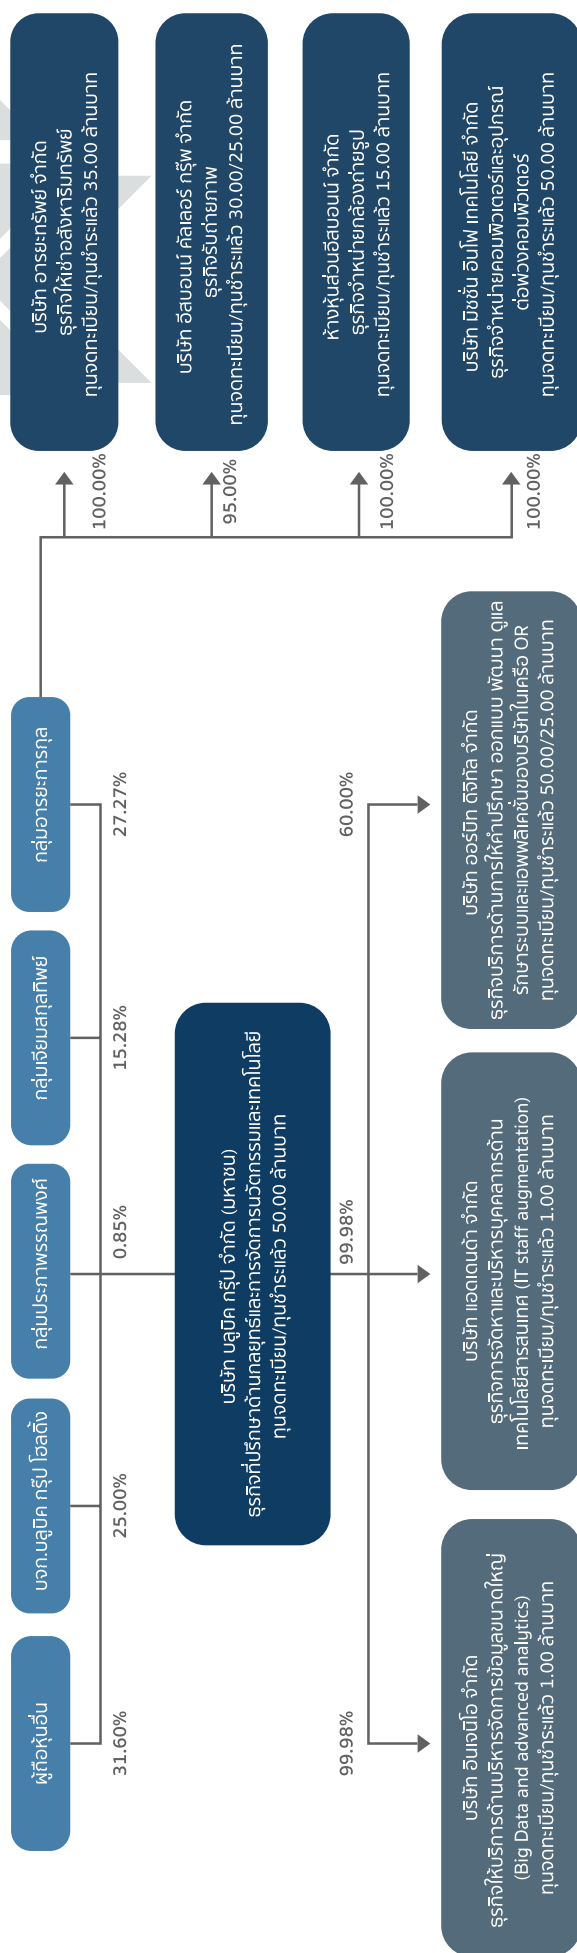 ผู้ถือหุ้นอื่น
บจก.บลูบิค กรุ๊ป โฮลดิ้ง
กลุ่มประภาพรรณพงศ์
กลุ่มเจียมสกุลทิพย์
กลุ่มอารยะการกุล
31.60%
25.00%
0.85%
15.28%
27.27%
บริษัท บลูบิค กรุ๊ป จำกัด (มหาชน)
ธุรกิจที่ปรึกษาด้านกลยุทธ์และการจัดการนวัตกรรมและเทคโนโลยี
ทุนจดทะเบียน/ทุนชำระแล้ว 50.00 ล้านบาท
99.98%
99.98%
60.00%
บริษัท อินเจนิโอ จำกัด
ธุรกิจให้บริการด้านบริหารจัดการข้อมูลขนาดใหญ่
(Big Data and advanced analytics)
ทุนจดทะเบียน/ทุนชำระแล้ว 1.00 ล้านบาท
บริษัท แอดเดนด้า จำกัด
ธุรกิจการจัดหาและบริหารบุคคลากรด้าน
เทคโนโลยีสารสนเทศ (IT staff augmentation)
ทุนจดทะเบียน/ทุนชำระแล้ว 1.00 ล้านบาท
บริษัท ออร์บิท ดิจิทัล จำกัด
ธุรกิจบริการด้านการให้คำปรึกษา ออกแบบ พัฒนา ดูแล
รักษาระบบและแอพพลิเคชั่นของบริษัทในเครือ OR
ทุนจดทะเบียน/ทุนชำระแล้ว 50.00/25.00 ล้านบาท
100.00%
95.00%
100.00%
100.00%
บริษัท อารยะทรัพย์ จำกัด
ธุรกิจให้เช่าอสังหาริมทรัพย์
ทุนจดทะเบียน/ทุนชำระแล้ว 35.00 ล้านบาท
บริษัท อีสบอนน์ คัลเลอร์ กรุ๊พ จำกัด
ธุรกิจรับถ่ายภาพ
ทุนจดทะเบียน/ทุนชำระแล้ว 30.00/25.00 ล้านบาท
ห้างหุ้นส่วนอีสบอนน์ จำกัด
ธุรกิจจำหน่ายกล้องถ่ายรูป
ทุนจดทะเบียน/ทุนชำระแล้ว 15.00 ล้านบาท
บริษัท มิชชั่น อินโฟ เทคโนโลยี จำกัด
ธุรกิจจำหน่ายคอมพิวเตอร์และอุปกรณ์
ต่อพ่วงคอมพิวเตอร์
ทุนจดทะเบียน/ทุนชำระแล้ว 50.00 ล้านบาท